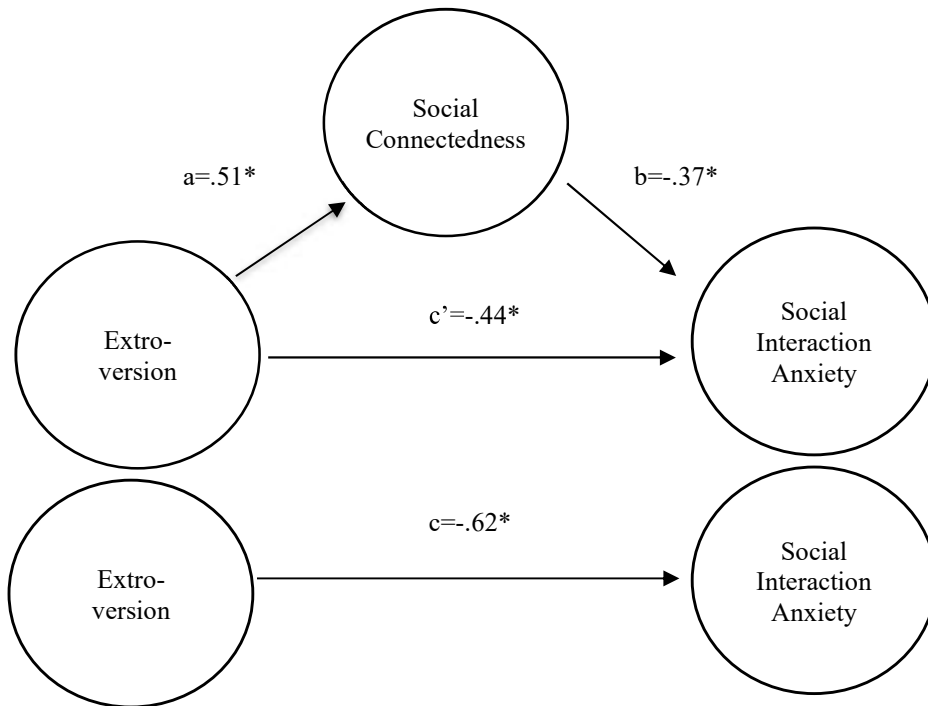 Social
Connectedness
a=.51*
b=-.37*
Extro-
version
c’=-.44*
Social
Interaction
Anxiety
Extro-
version
c=-.62*
Social
Interaction
Anxiety